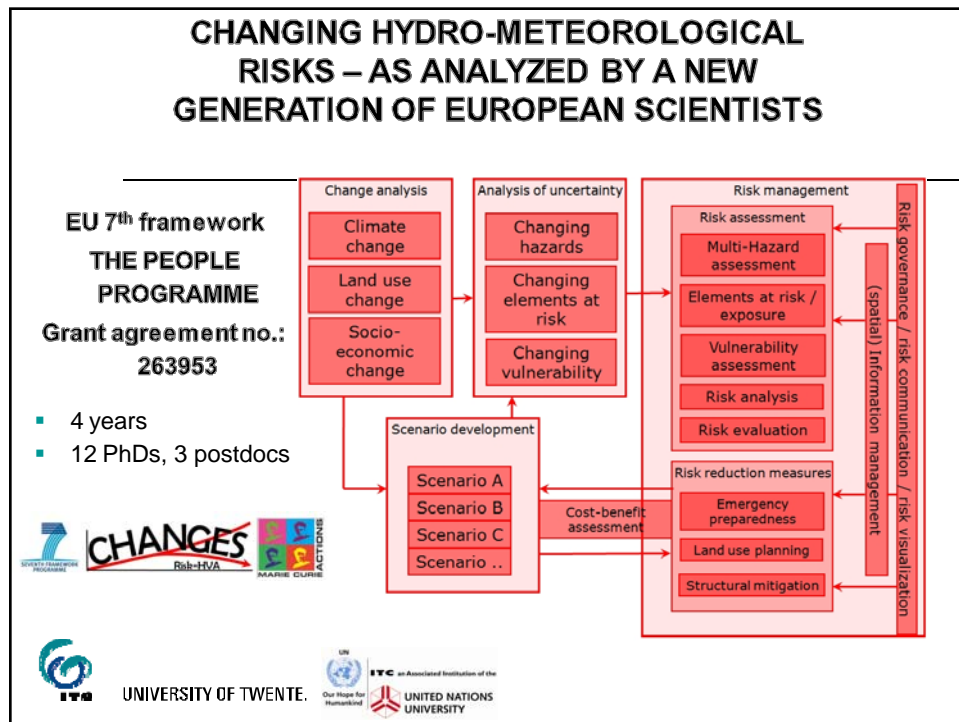 CHANGING HYDRO-METEOROLOGICAL
RISKS – AS ANALYZED BY A NEW
GENERATION OF EUROPEAN SCIENTISTS
EU 7th framework
THE PEOPLE
PROGRAMME
Grant agreement no.:
263953
4 years
12 PhDs, 3 postdocs
Change analysis
Climate
change
Land use
change
Socio-
economic
change
Analysis of uncertainty
Changing
hazards
Changing
elements at
risk
Changing
vulnerability
Scenario development
Scenario A
Scenario B
Scenario C
Scenario ..
Cost-benefit
assessment
Risk management
Risk assessment
Multi-Hazard
assessment
Elements at risk /
exposure
Vulnerability
assessment
Risk analysis
Risk evaluation
Risk reduction measures
Emergency
preparedness
Land use planning
Structural mitigation
(spatial) Information management
Risk governance / risk communication / risk visualization
7
SEVENTH FRAMEWORK
PROGRAMME
CHANGES
Risk=HVA
MARIE CURIE
ACTIONS
ITC
UNIVERSITY OF TWENTE.
UN
Our Hope for
Humankind
ITC an Associated Institution of the
UNITED NATIONS
UNIVERSITY